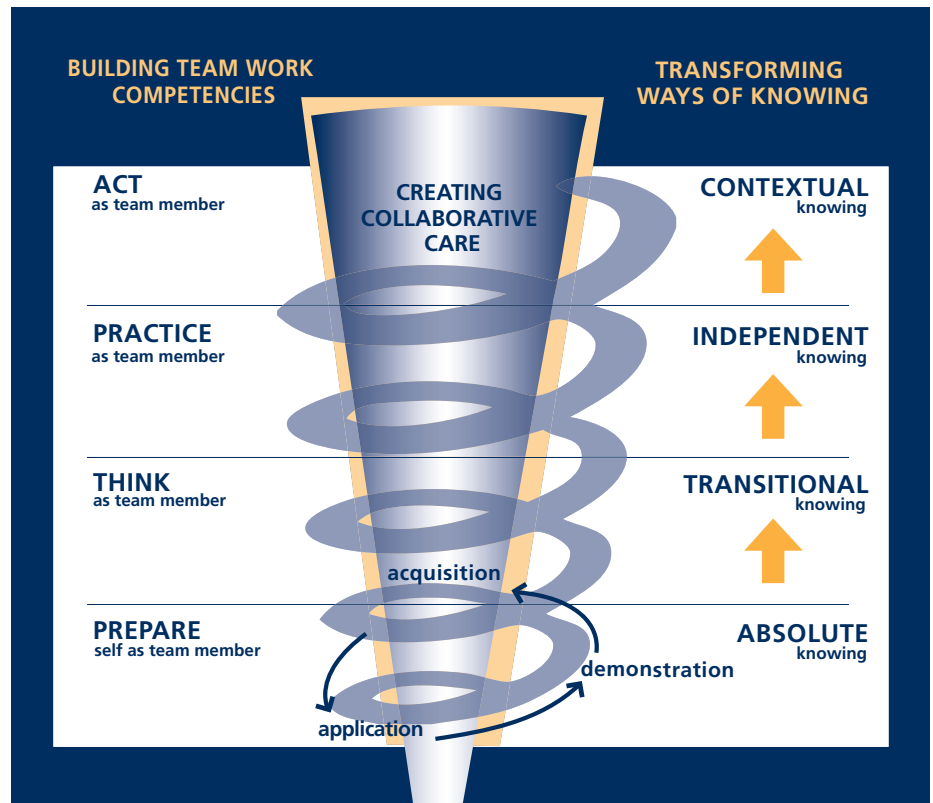 BUILDING TEAM WORK
COMPETENCIES
TRANSFORMING
WAYS OF KNOWING
CREATING
COLLABORATIVE
CARE
ACT
as team member
CONTEXTUAL
knowing
PRACTICE
as team member
INDEPENDENT
knowing
THINK
as team member
TRANSITIONAL
knowing
acquisition
PREPARE
self as team member
ABSOLUTE
knowing
demonstration
application